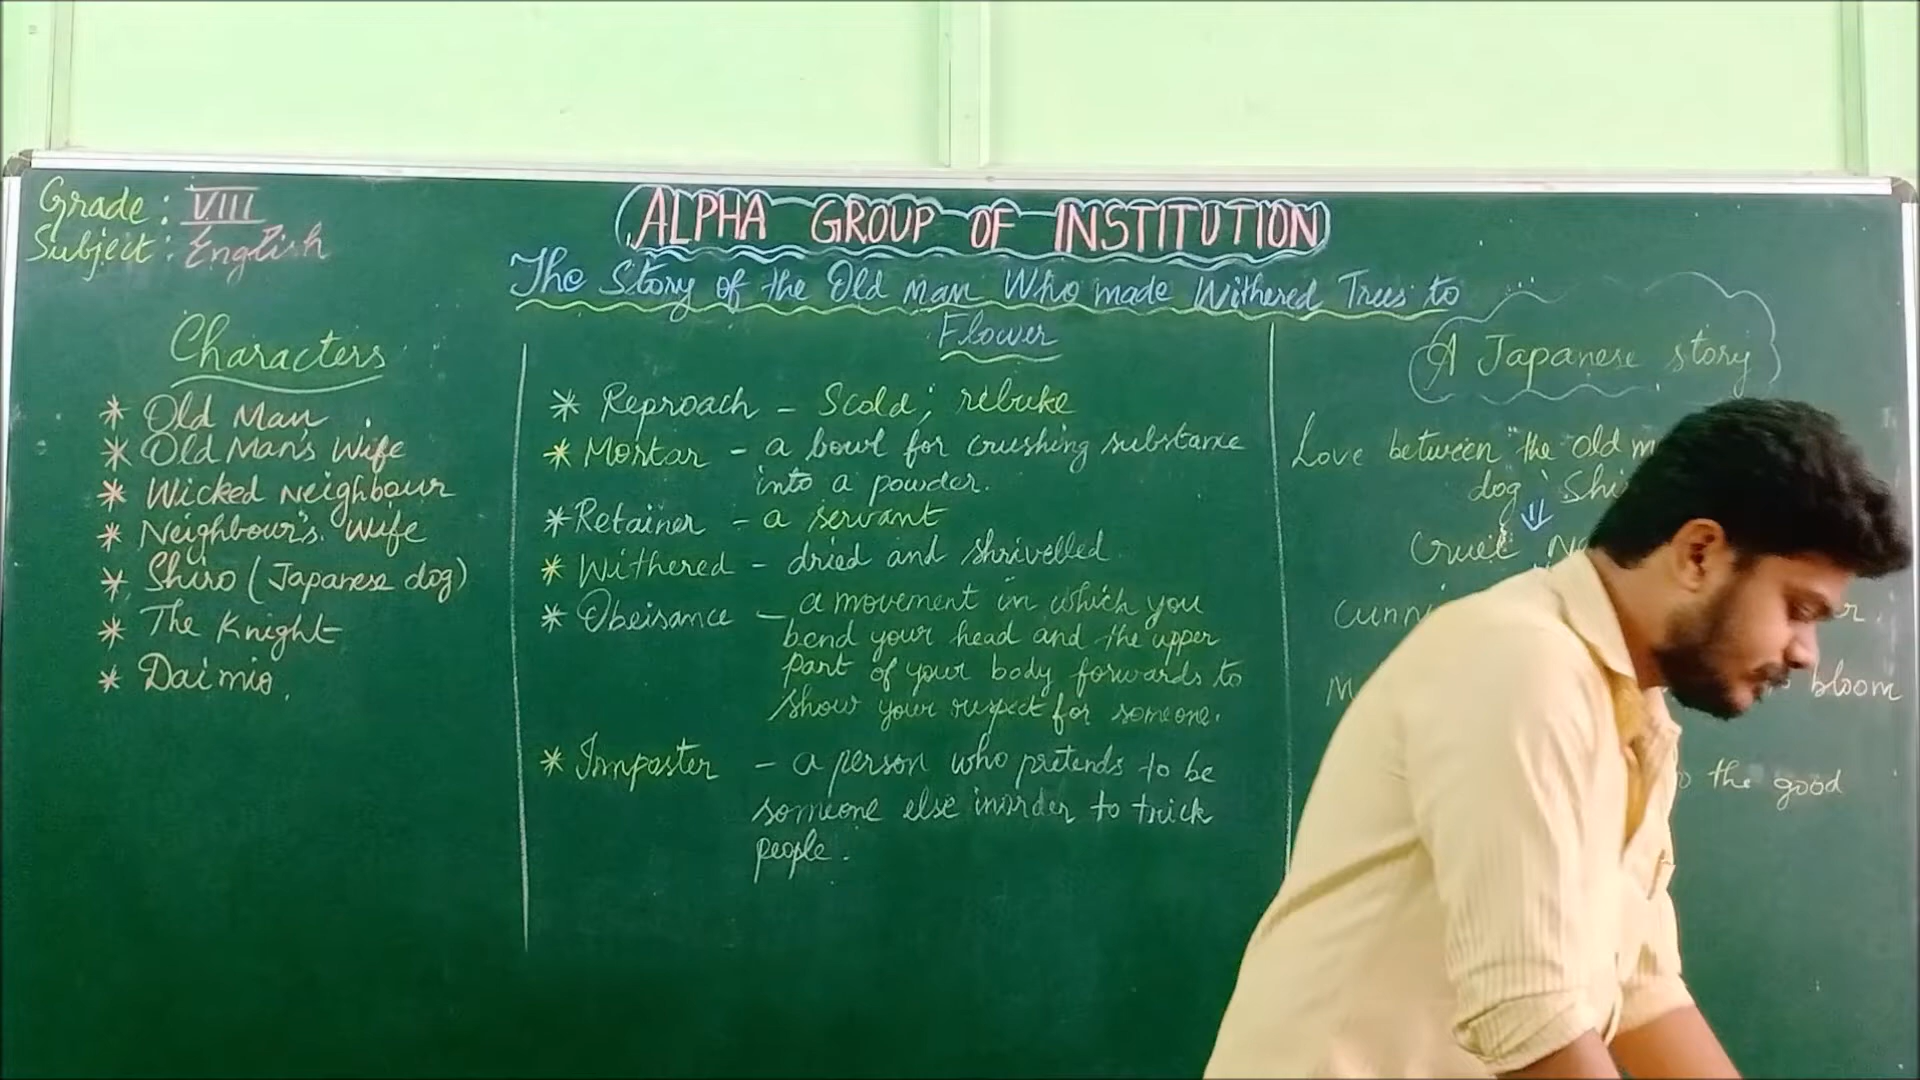 Grade: VIII
Subject: English
ALPHA GROUP OF INSTITUTION
The Story of the Old Man Who made Withered Trees to
Flower
Characters
* Old Man
* Old Man's Wife
* Wicked Neighbour
* Neighbour's Wife
* Shiro (Japanese dog)
* The Knight
* Daimio.
* Reproach - Scold; rebuke
* Mortar - a bowl for crushing substance
into a powder.
* Retainer - a servant
* Withered - dried and shrivelled
* Obeisance - a movement in which you
bend your head and the upper
part of your body forwards to
show your respect for someone.
* Imposter - a person who pretends to be
someone else inorder to trick
people.
A Japanese story
Love between the old
dog
Cruel
bloom
the good